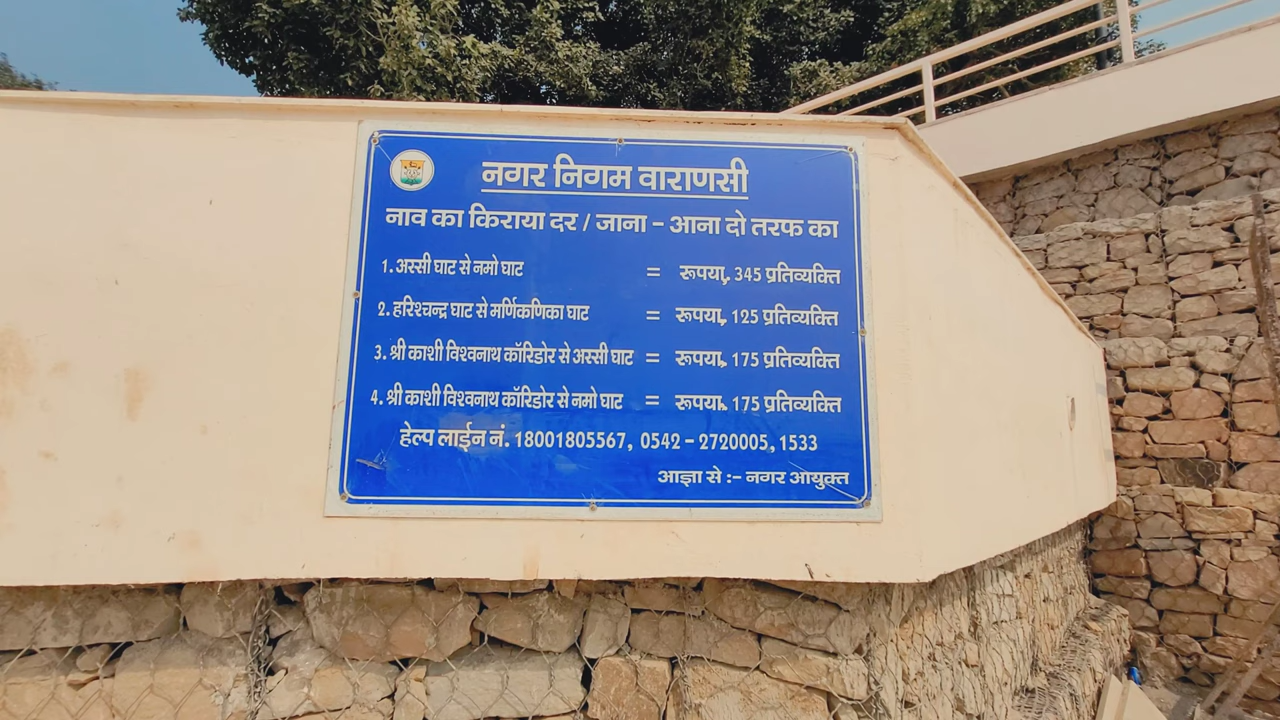 नगर निगम वाराणसी
नाव का किराया दर / जाना - आना दो तरफ का
1. अस्सी घाट से नमो घाट = रूपया, 345 प्रतिव्यक्ति
2. हरिश्चन्द्र घाट से मर्णिकणिका घाट = रूपया, 125 प्रतिव्यक्ति
3. श्री काशी विश्वनाथ कॉरिडोर से अस्सी घाट = रूपया, 175 प्रतिव्यक्ति
4. श्री काशी विश्वनाथ कॉरिडोर से नमो घाट = रूपया, 175 प्रतिव्यक्ति
हेल्प लाईन नं. 18001805567, 0542 - 2720005, 1533
आज्ञा से :- नगर आयुक्त